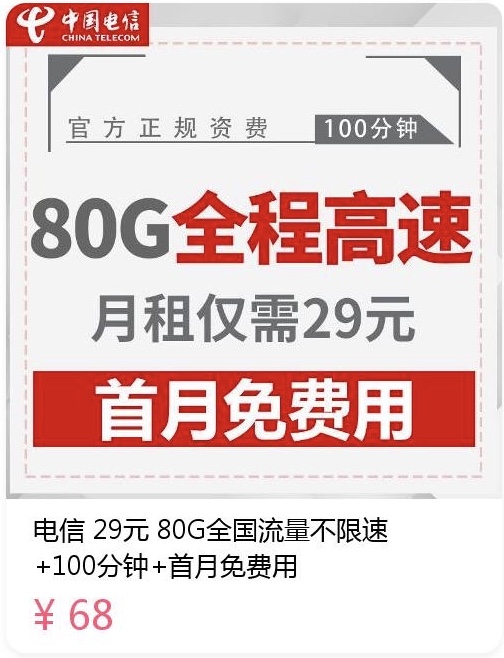 中国电信
CHINA TELECOM
官方正规资费 100分钟
80G全程高速
月租仅需29元
首月免费用
电信 29元 80G全国流量不限速
+100分钟+首月免费用
¥ 68